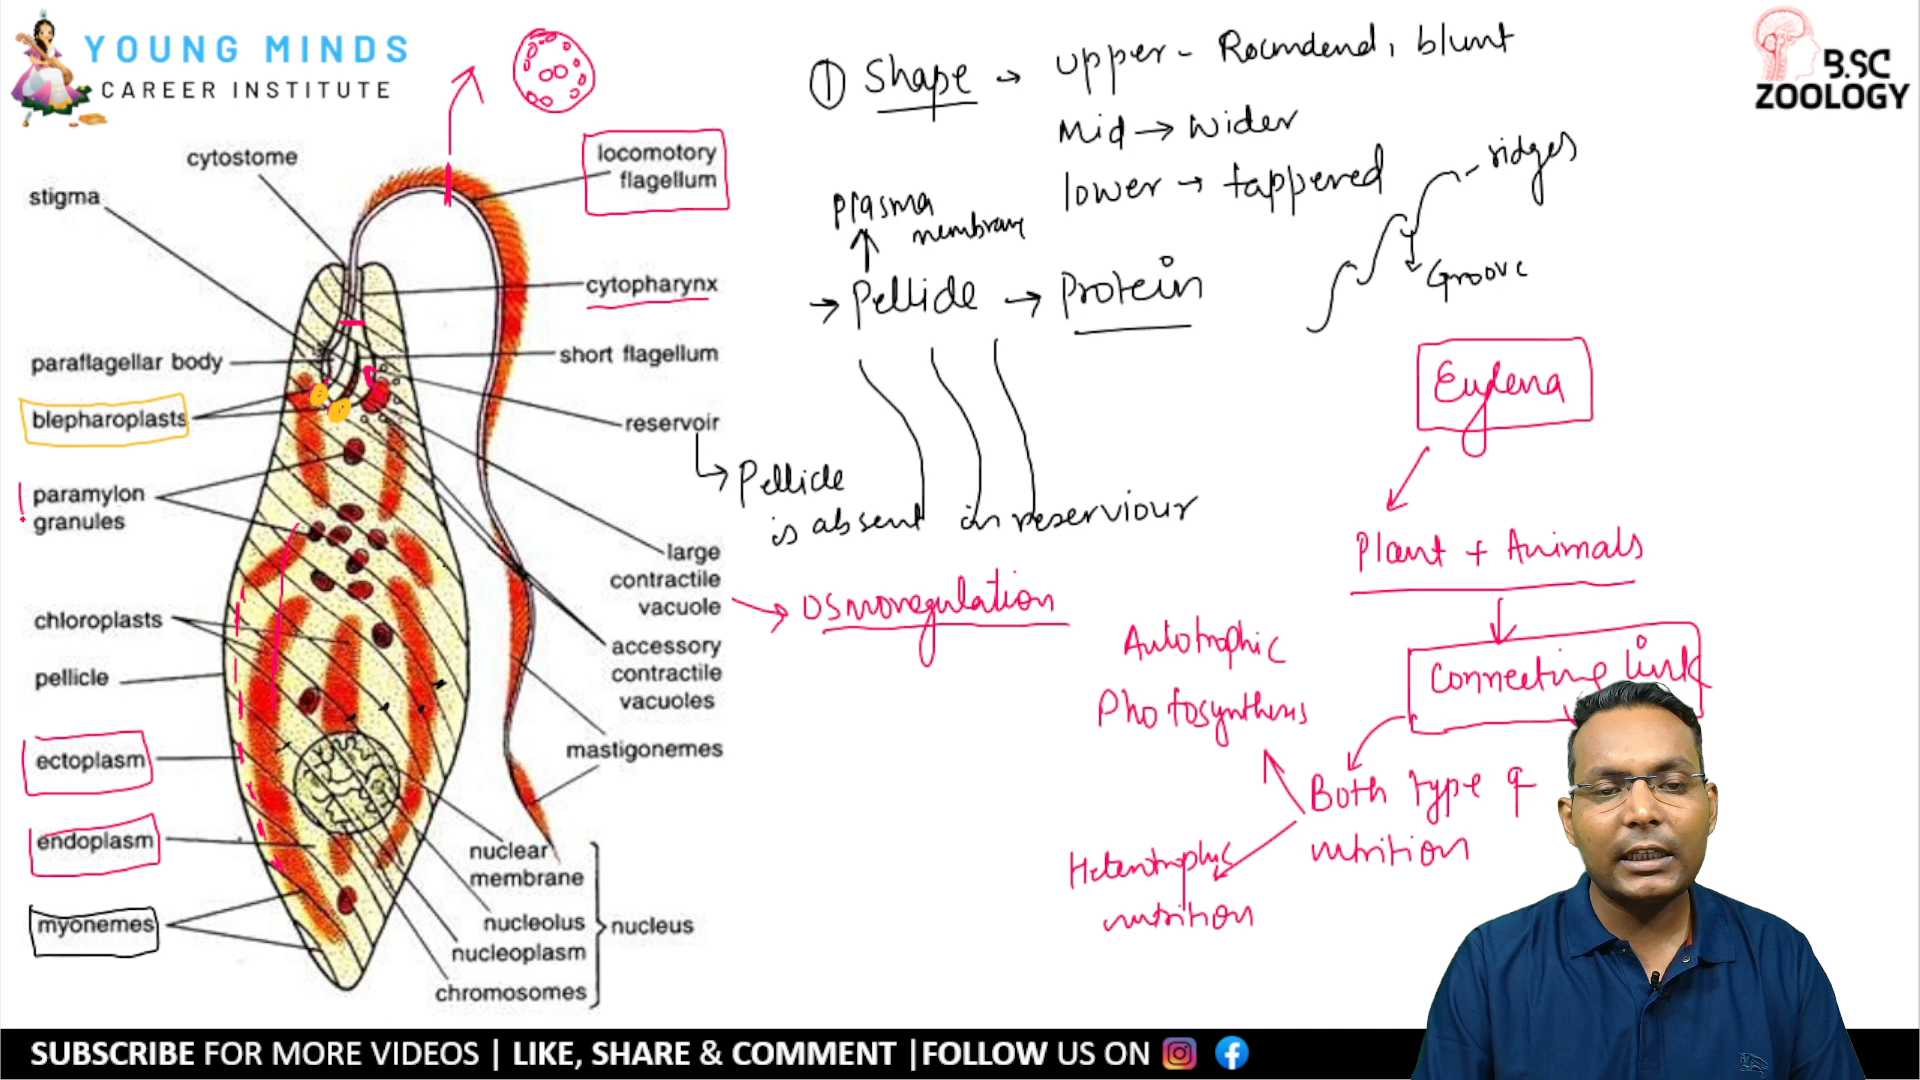 YOUNG MINDS
CAREER INSTITUTE
B.SC
ZOOLOGY
cytostome
stigma
locomotory
flagellum
cytopharynx
paraflagellar body
short flagellum
blepharoplasts
reservoir
paramylon
granules
large
contractile
vacuole
chloroplasts
accessory
contractile
vacuoles
pellicle
ectoplasm
mastigonemes
endoplasm
nuclear
membrane
myonemes
nucleolus
nucleus
nucleoplasm
chromosomes
① Shape → upper - Roundend, blunt
Mid → Wider
lower → tappered
ridges
Groove
plasma
membrane
→ Pellicle → Protein
Pellicle
is absent in reserviour
Osmoregulation
Euglena
Plant + Animals
Connecting link
Autotrophic
Photosynthesis
Both type of
nutrition
Heterotrophic
nutrition
SUBSCRIBE FOR MORE VIDEOS | LIKE, SHARE & COMMENT |FOLLOW US ON